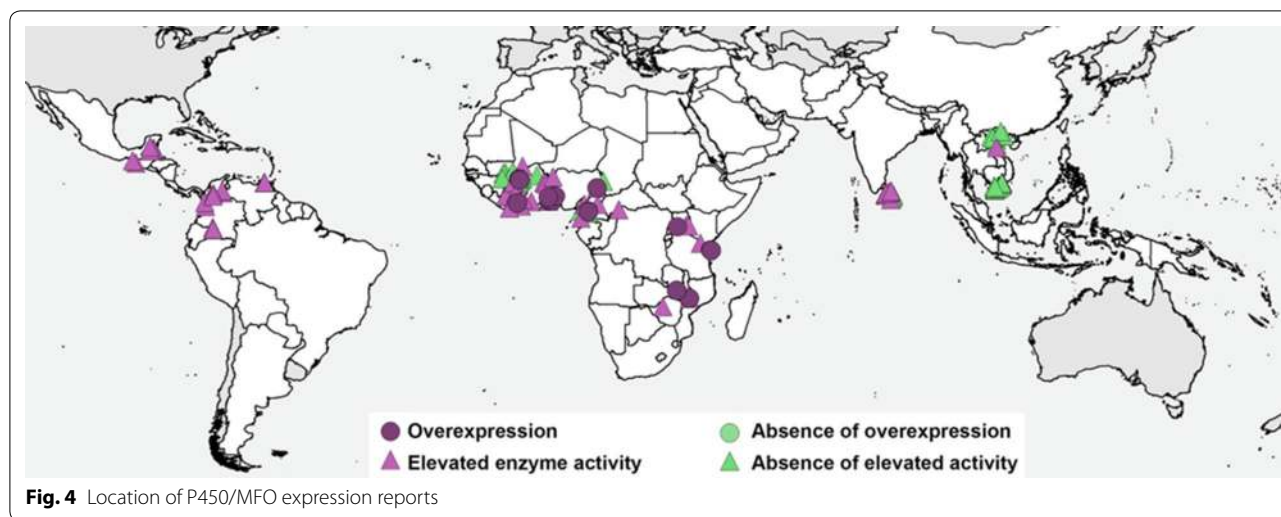 Overexpression
Absence of overexpression
Elevated enzyme activity
Absence of elevated activity
Fig. 4 Location of P450/MFO expression reports